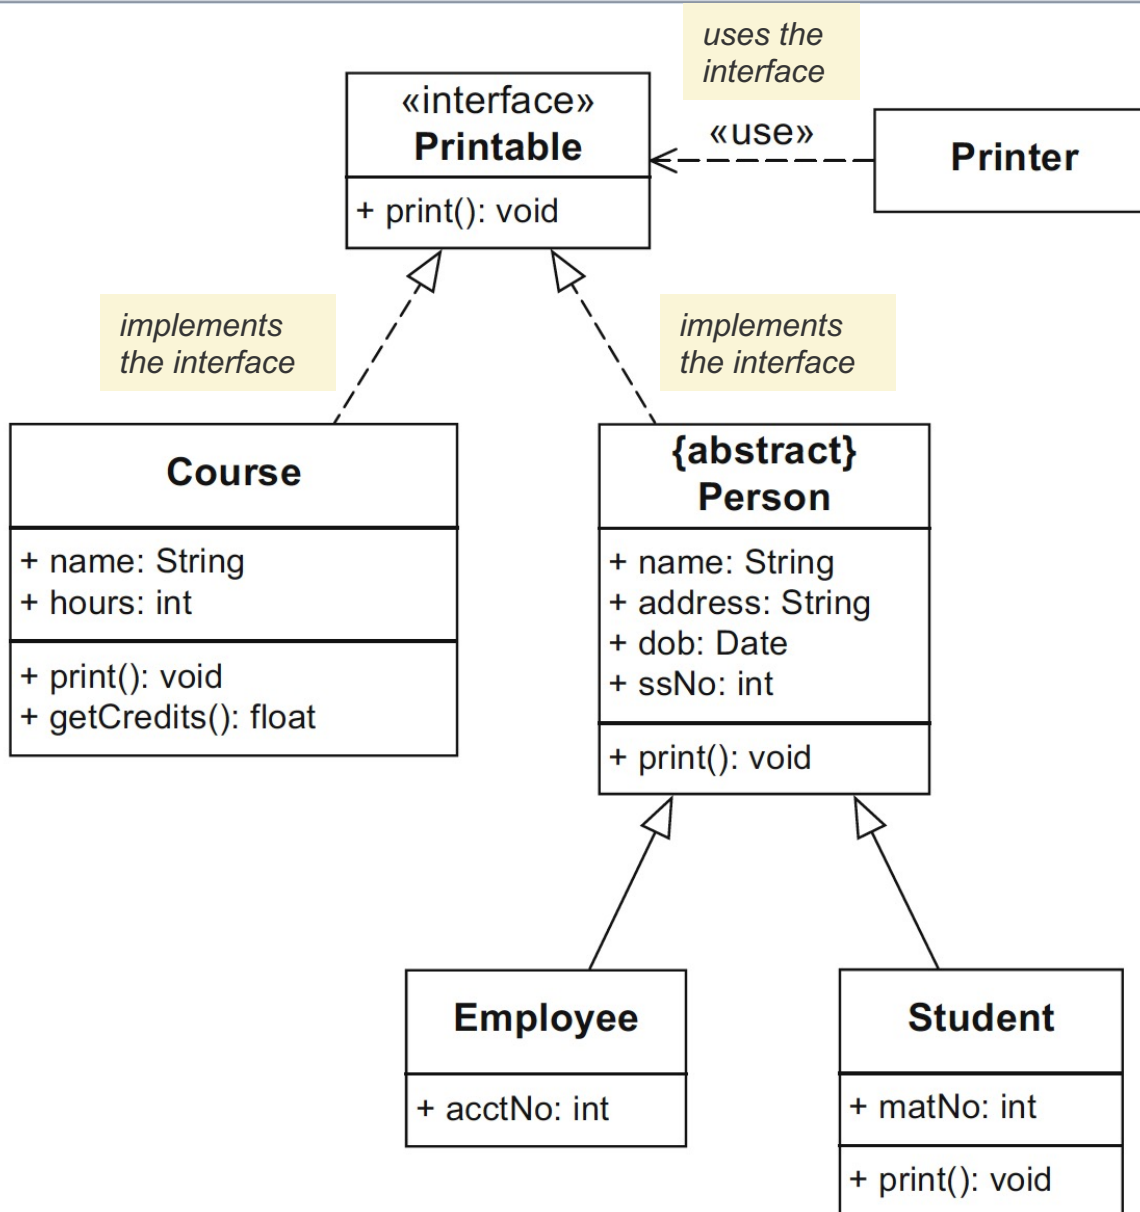 uses the
interface
«interface»
Printable
+ print(): void
«use»
Printer
implements
the interface
implements
the interface
Course
+ name: String
+ hours: int
+ print(): void
+ getCredits(): float
{abstract}
Person
+ name: String
+ address: String
+ dob: Date
+ ssNo: int
+ print(): void
Employee
+ acctNo: int
Student
+ matNo: int
+ print(): void